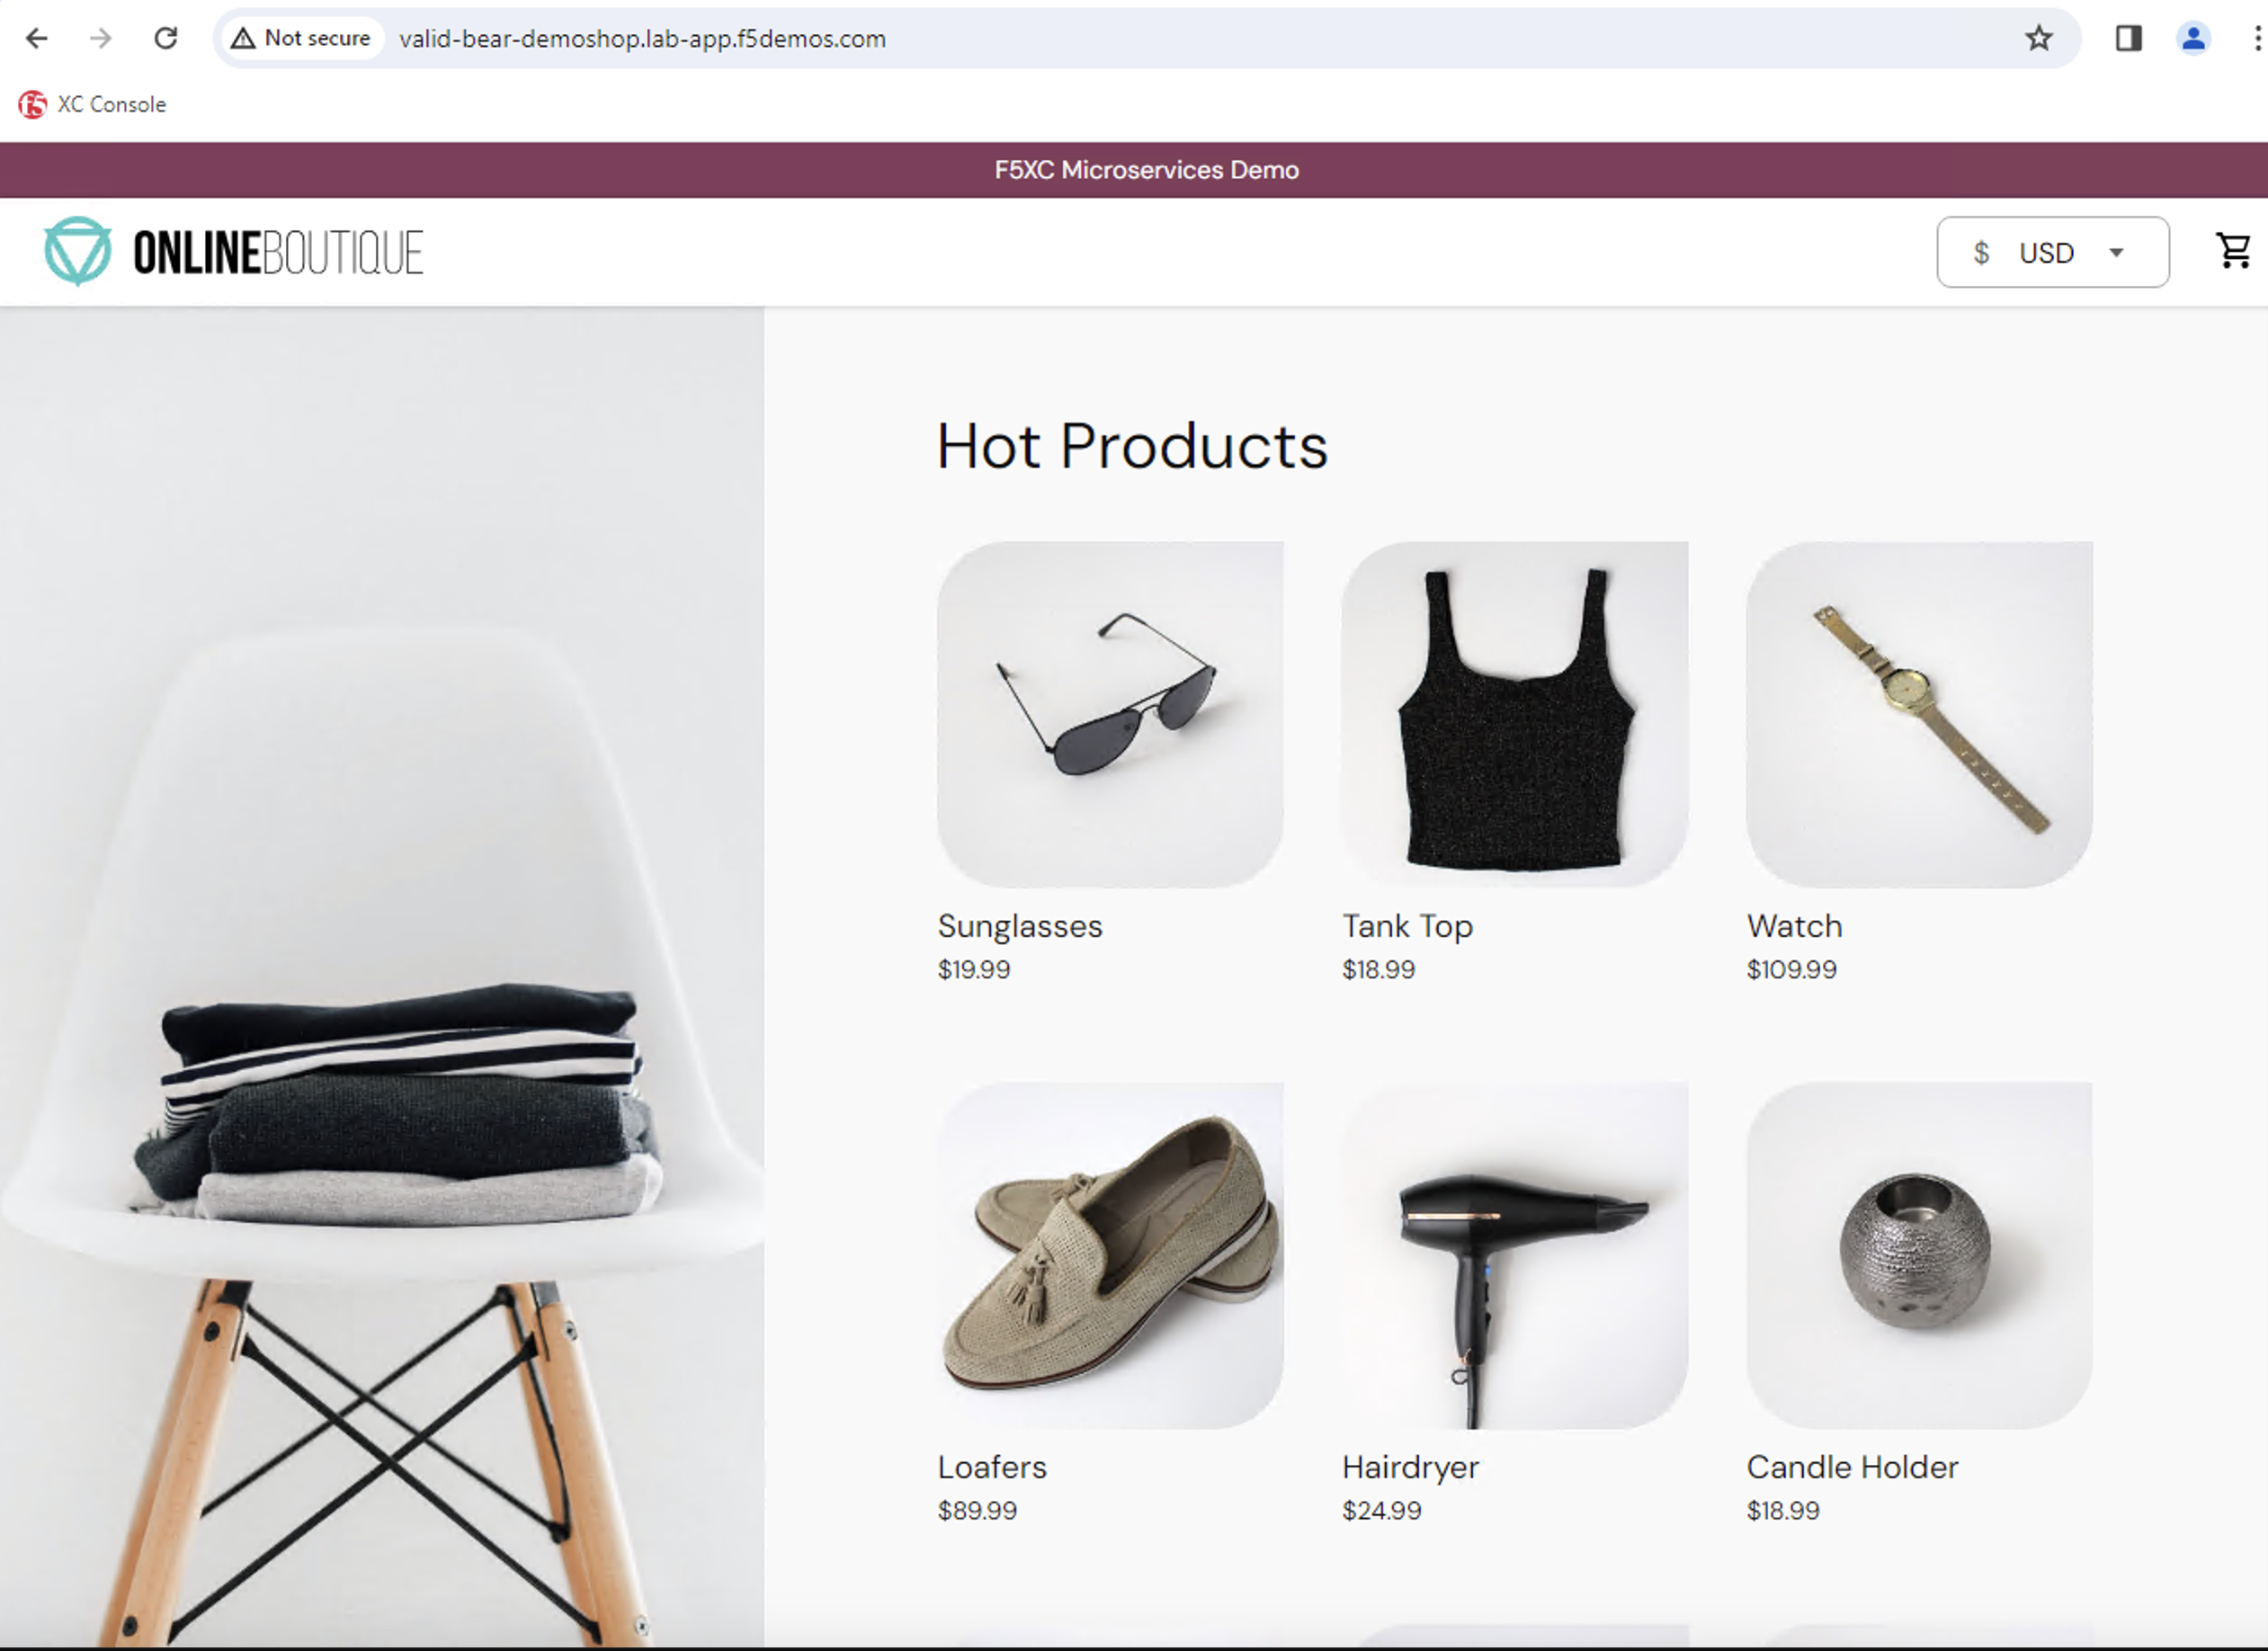 Not secure valid-bear-demoshop.lab-app.f5demos.com
f5 XC Console
F5XC Microservices Demo
ONLINEBOUTIQUE
$ USD
Hot Products
Sunglasses
$19.99
Tank Top
$18.99
Watch
$109.99
Loafers
$89.99
Hairdryer
$24.99
Candle Holder
$18.99